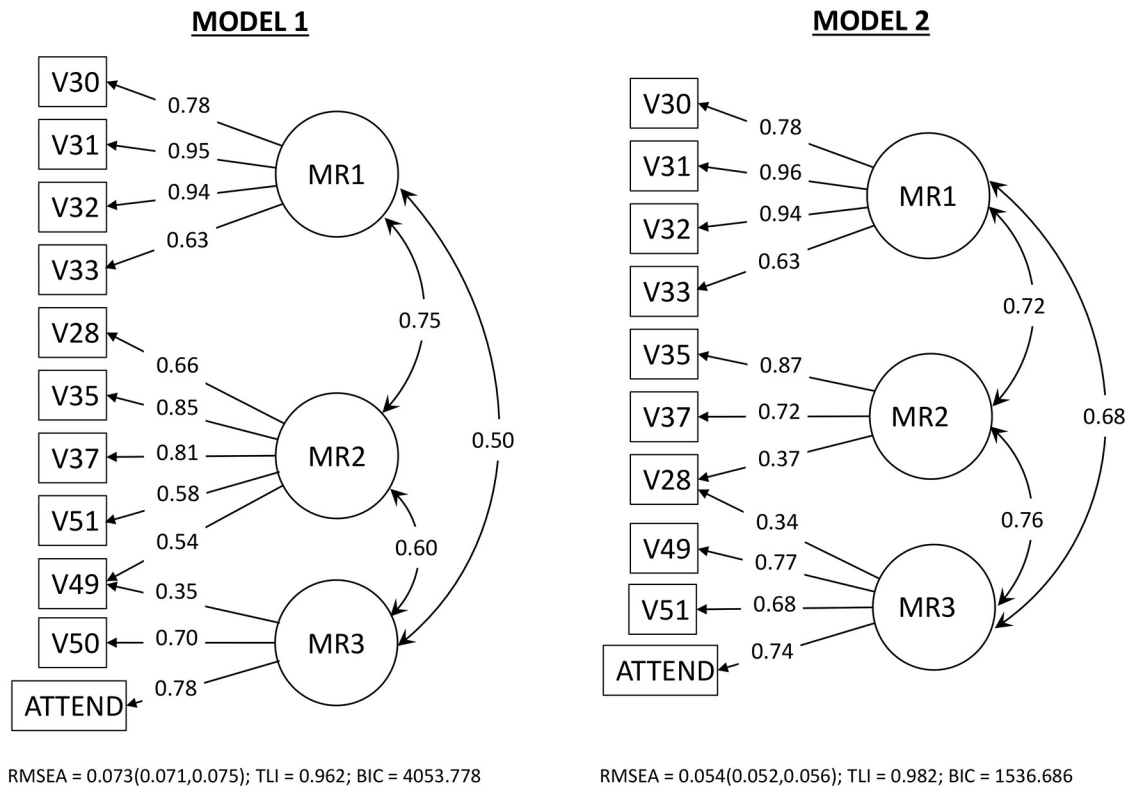 MODEL 1
V30
0.78
V31
0.95
MR1
V32
0.94
V33
0.63
0.75
0.50
V28
0.66
V35
0.85
V37
0.81
MR2
V51
0.58
0.54
0.60
V49
0.35
V50
0.70
MR3
ATTEND
0.78
RMSEA = 0.073(0.071,0.075); TLI = 0.962; BIC = 4053.778
MODEL 2
V30
0.78
V31
0.96
MR1
V32
0.94
V33
0.63
0.72
0.68
V35
0.87
V37
0.72
MR2
V28
0.37
0.34
0.76
V49
0.77
V51
0.68
MR3
ATTEND
0.74
RMSEA = 0.054(0.052,0.056); TLI = 0.982; BIC = 1536.686